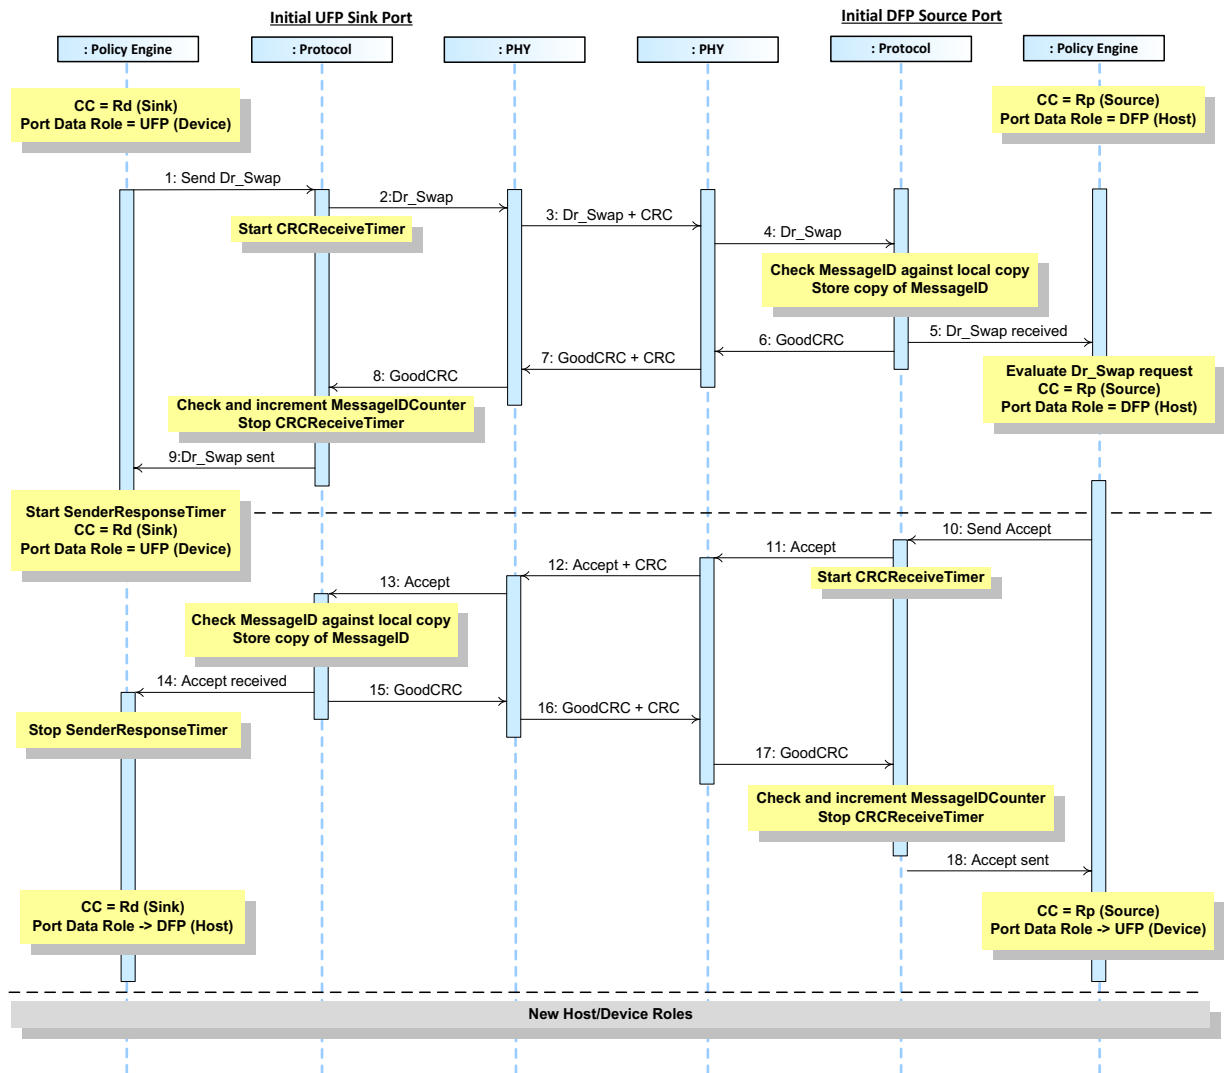 Initial UFP Sink Port
Initial DFP Source Port
: Policy Engine
: Protocol
: PHY
: PHY
: Protocol
: Policy Engine
CC = Rd (Sink)
Port Data Role = UFP (Device)
CC = Rp (Source)
Port Data Role = DFP (Host)
1: Send Dr_Swap
2:Dr_Swap
Start CRCReceiveTimer
3: Dr_Swap + CRC
4: Dr_Swap
Check MessageID against local copy
Store copy of MessageID
5: Dr_Swap received
6: GoodCRC
7: GoodCRC + CRC
8: GoodCRC
Evaluate Dr_Swap request
CC = Rp (Source)
Port Data Role = DFP (Host)
Check and increment MessageIDCounter
Stop CRCReceiveTimer
9:Dr_Swap sent
Start SenderResponseTimer
CC = Rd (Sink)
Port Data Role = UFP (Device)
10: Send Accept
11: Accept
Start CRCReceiveTimer
12: Accept + CRC
13: Accept
Check MessageID against local copy
Store copy of MessageID
14: Accept received
15: GoodCRC
16: GoodCRC + CRC
Stop SenderResponseTimer
17: GoodCRC
Check and increment MessageIDCounter
Stop CRCReceiveTimer
18: Accept sent
CC = Rd (Sink)
Port Data Role -> DFP (Host)
CC = Rp (Source)
Port Data Role -> UFP (Device)
New Host/Device Roles